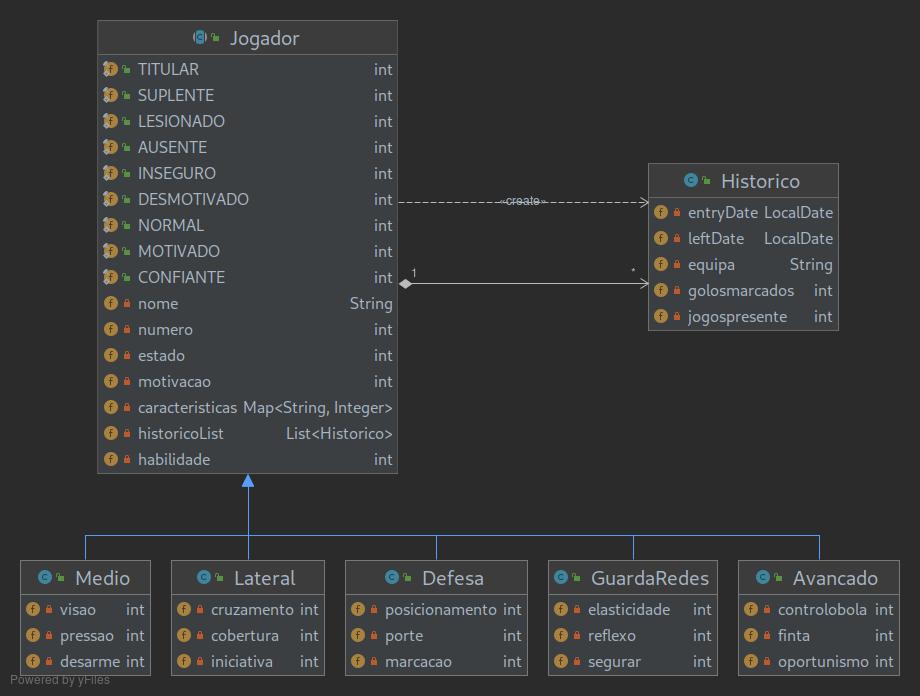 Jogador
TITULAR int
SUPLENTE int
LESIONADO int
AUSENTE int
INSEGURO int
DESMOTIVADO int
NORMAL int
MOTIVADO int
CONFIANTE int
nome String
numero int
estado int
motivacao int
caracteristicas Map<String, Integer>
historicoList List<Historico>
habilidade int
«create»
1 *
Historico
entryDate LocalDate
leftDate LocalDate
equipa String
golosmarcados int
jogospresente int
Medio
visao int
pressao int
desarme int
Lateral
cruzamento int
cobertura int
iniciativa int
Defesa
posicionamento int
porte int
marcacao int
GuardaRedes
elasticidade int
reflexo int
segurar int
Avancado
controlobola int
finta int
oportunismo int
Powered by yFiles